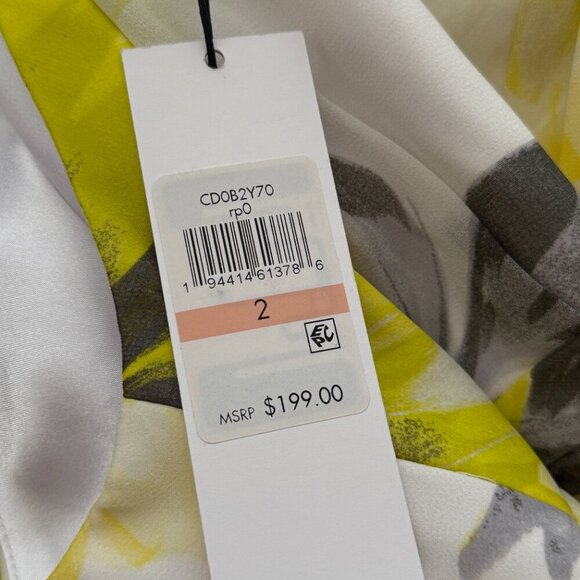 CD0B2Y70
rp0
1 94414 61378 6
2
EPC
MSRP $199.00